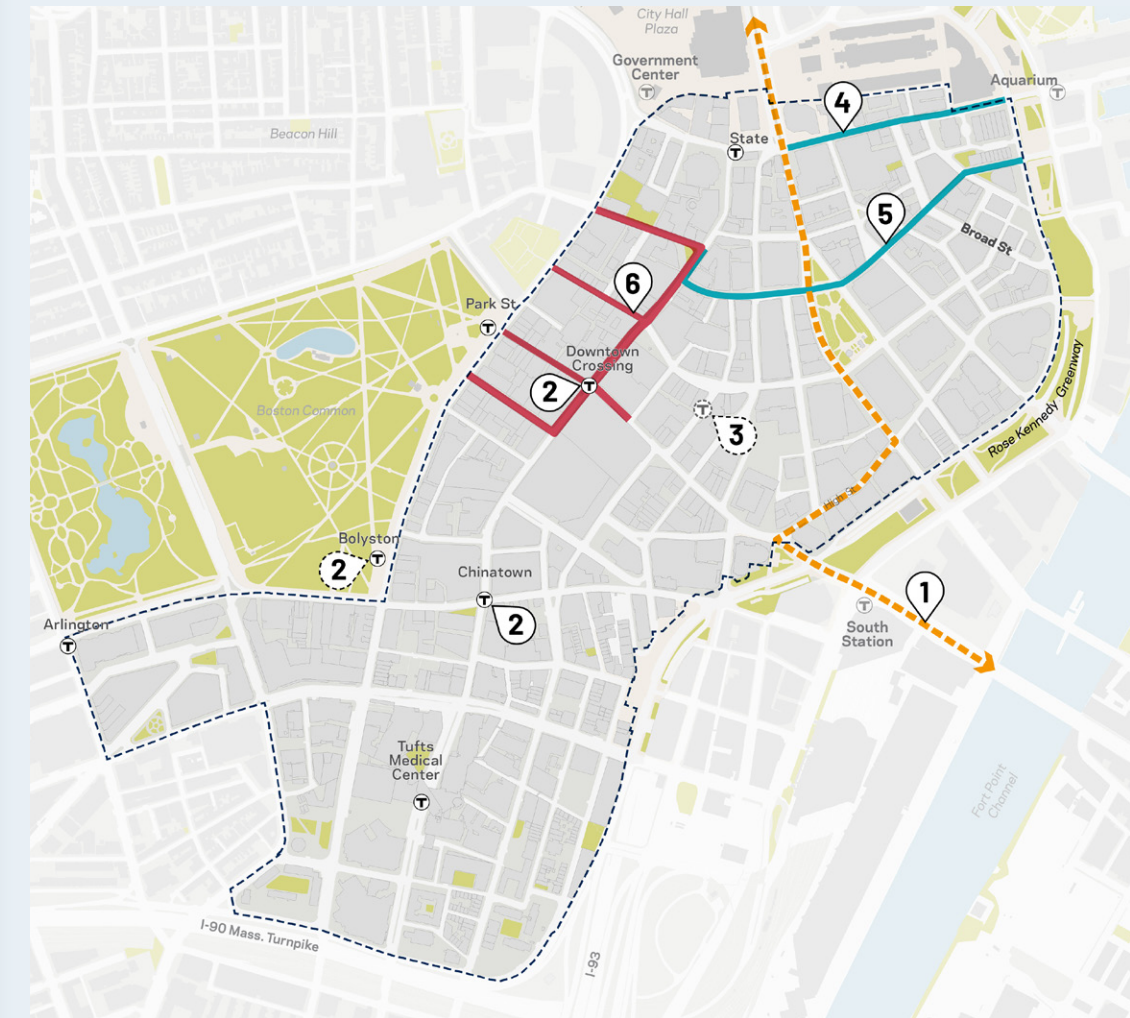 City Hall
Plaza
Government
Center
T
Aquarium
T
4
Beacon Hill
State
T
5
Broad St
6
Park St
T
Downtown
Crossing
2
T
Boston Common
T
3
Rose Kennedy Greenway
High St
Bolyston
2
T
Chinatown
T
2
1
Arlington
T
T
South
Station
Tufts
Medical
Center
T
Fort Point
Channel
I-90 Mass. Turnpike
I-93